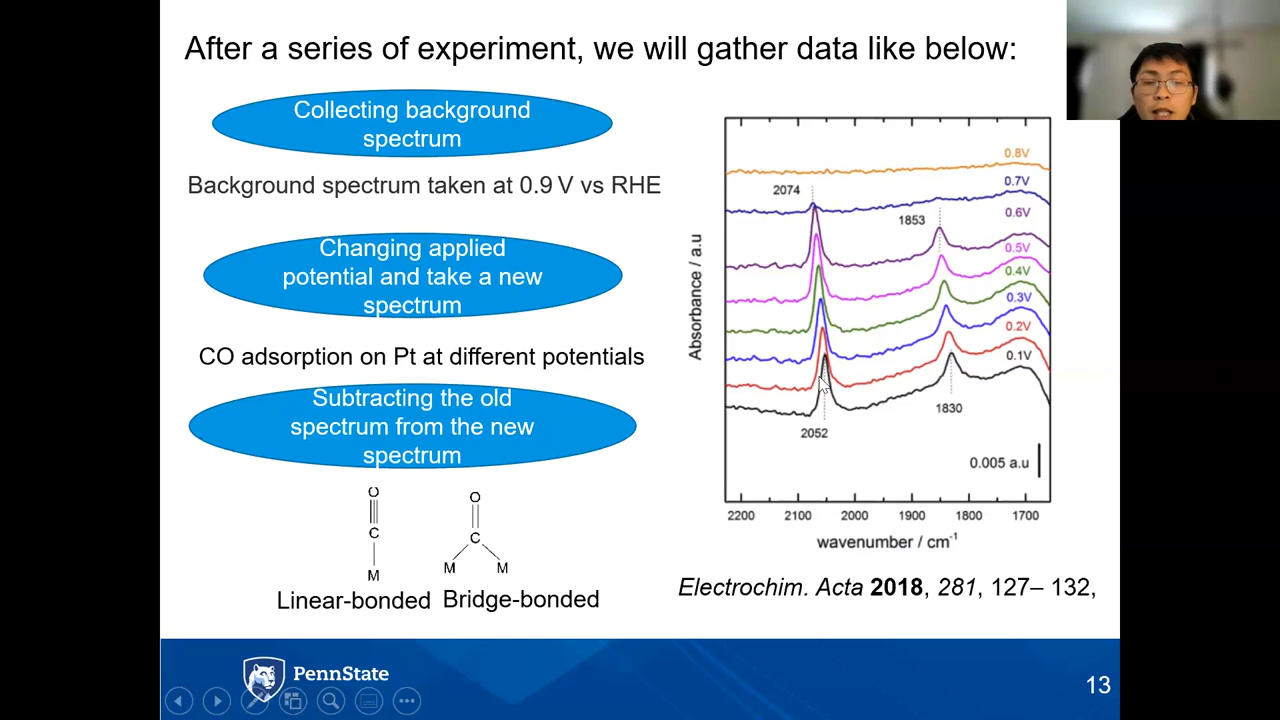 After a series of experiment, we will gather data like below:
Collecting background
spectrum
Background spectrum taken at 0.9 V vs RHE
Changing applied
potential and take a new
spectrum
CO adsorption on Pt at different potentials
Subtracting the old
spectrum from the new
spectrum
O
C
M
O
C
M M
Linear-bonded Bridge-bonded
Absorbance / a.u
0.8V
0.7V
2074
1853
0.6V
0.5V
0.4V
0.3V
0.2V
0.1V
1830
2052
0.005 a.u
2200 2100 2000 1900 1800 1700
wavenumber / cm⁻¹
Electrochim. Acta 2018, 281, 127– 132,
PennState
13